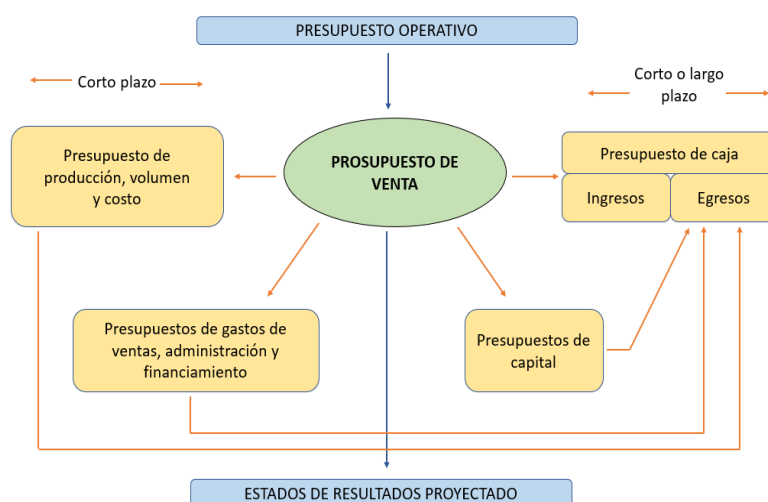 PRESUPUESTO OPERATIVO
Corto plazo
Corto o largo
plazo
Presupuesto de
producción, volumen
y costo
PROSUPUESTO DE
VENTA
Presupuesto de caja
Ingresos
Egresos
Presupuestos de gastos de
ventas, administración y
financiamiento
Presupuestos de
capital
ESTADOS DE RESULTADOS PROYECTADO